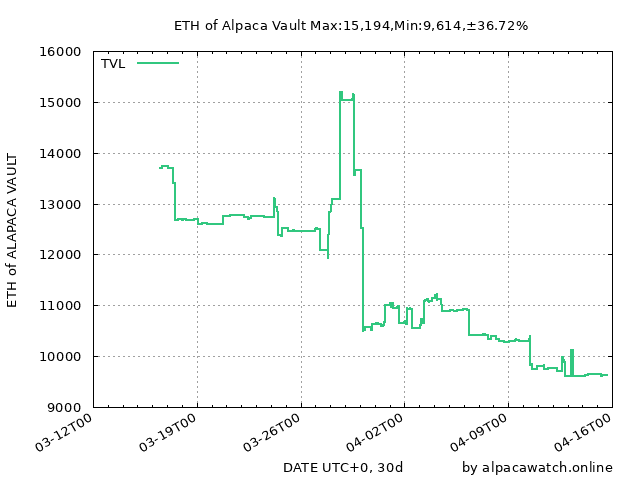 ETH of Alpaca Vault Max:15,194,Min:9,614,±36.72%
16000
TVL
15000
14000
13000
12000
11000
10000
9000
ETH of ALAPACA VAULT
03-12T00
03-19T00
03-26T00
04-02T00
04-09T00
04-16T00
DATE UTC+0, 30d
by alpacawatch.online